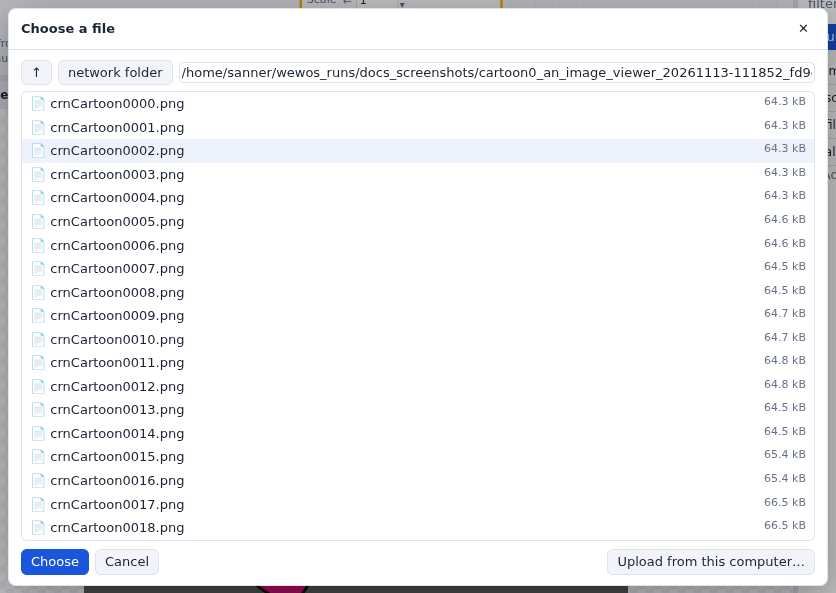 Scale
1
filter
Choose a file
×
↑ network folder /home/sanner/wewos_runs/docs_screenshots/cartoon0_an_image_viewer_20261113-111852_fd9
crnCartoon0000.png 64.3 kB
crnCartoon0001.png 64.3 kB
crnCartoon0002.png 64.3 kB
crnCartoon0003.png 64.3 kB
crnCartoon0004.png 64.3 kB
crnCartoon0005.png 64.6 kB
crnCartoon0006.png 64.6 kB
crnCartoon0007.png 64.5 kB
crnCartoon0008.png 64.5 kB
crnCartoon0009.png 64.7 kB
crnCartoon0010.png 64.7 kB
crnCartoon0011.png 64.8 kB
crnCartoon0012.png 64.8 kB
crnCartoon0013.png 64.5 kB
crnCartoon0014.png 64.5 kB
crnCartoon0015.png 65.4 kB
crnCartoon0016.png 65.4 kB
crnCartoon0017.png 66.5 kB
crnCartoon0018.png 66.5 kB
Choose Cancel Upload from this computer...